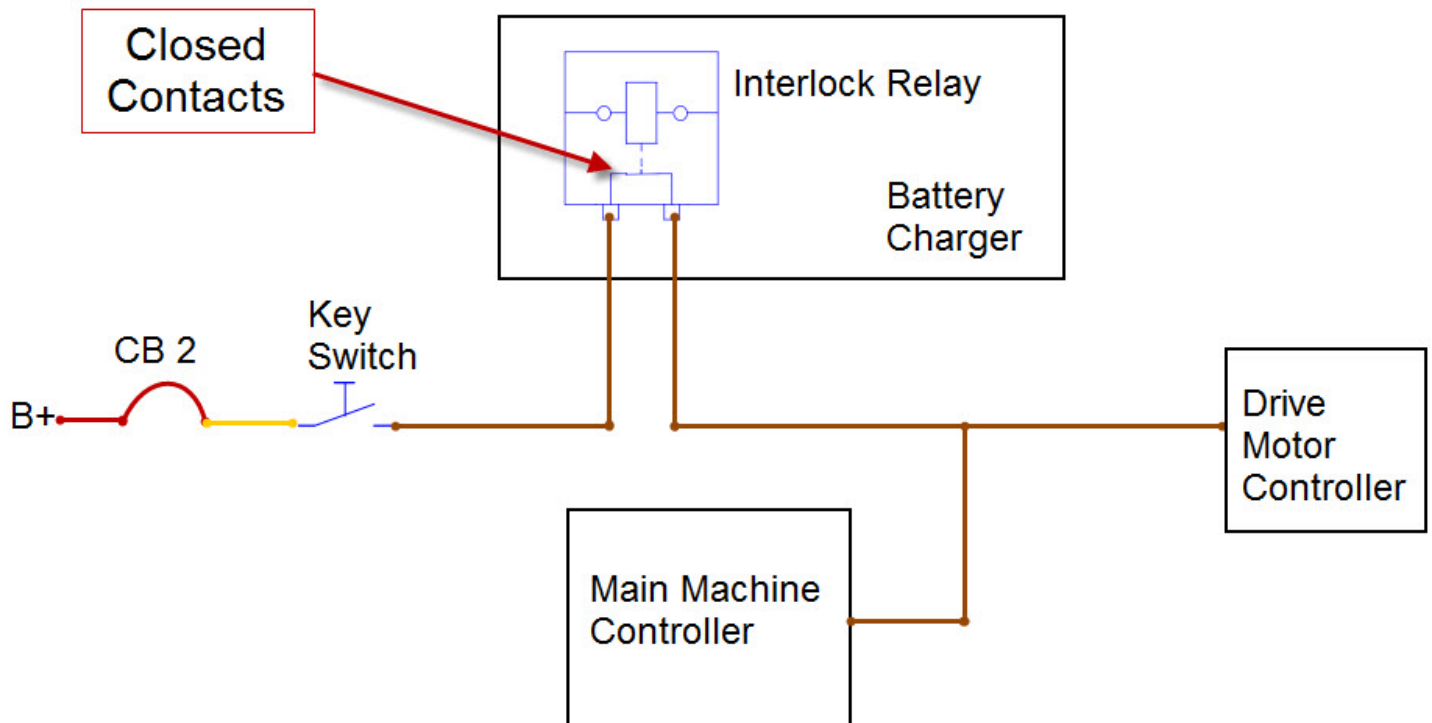 Closed
Contacts
Interlock Relay
Battery
Charger
Key
Switch
CB 2
B+
Drive
Motor
Controller
Main Machine
Controller